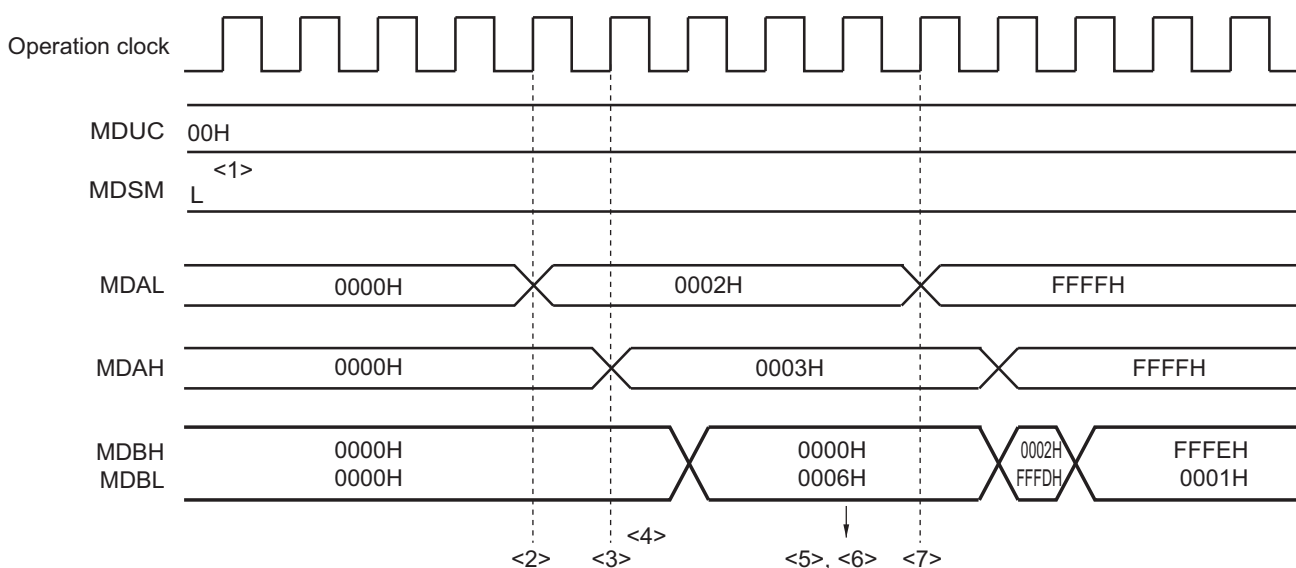 Operation clock
MDUC 00H
<1>
MDSM L
MDAL 0000H 0002H FFFFH
MDAH 0000H 0003H FFFFH
MDBH 0000H 0000H 0002H FFFEH
MDBL 0000H 0006H FFFDH 0001H
<4>
<2> <3> <5>, <6> <7>